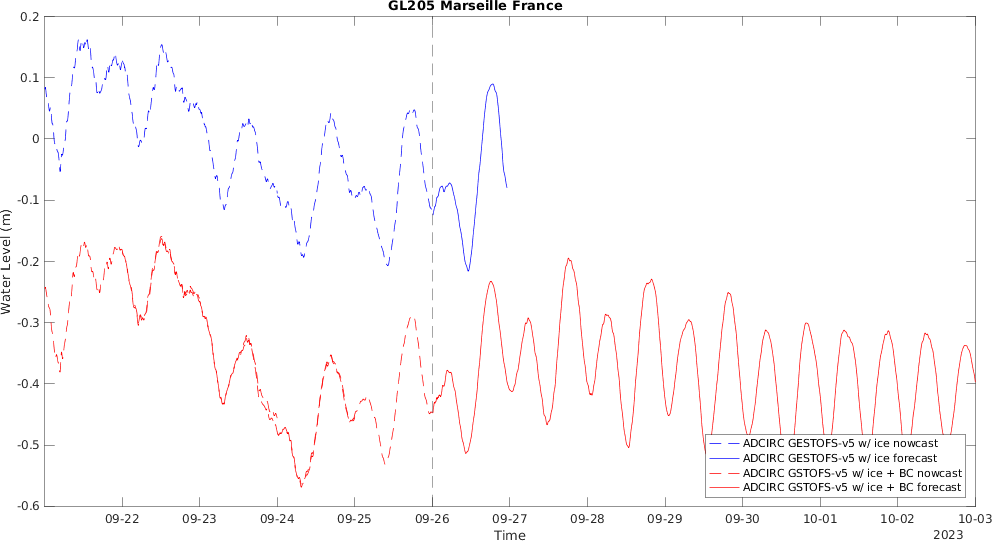 GL205 Marseille France
Water Level (m)
0.2
0.1
0
-0.1
-0.2
-0.3
-0.4
-0.5
-0.6
ADCIRC GESTOFS-v5 w/ ice nowcast
ADCIRC GESTOFS-v5 w/ ice forecast
ADCIRC GSTOFS-v5 w/ ice + BC nowcast
ADCIRC GSTOFS-v5 w/ ice + BC forecast
09-22 09-23 09-24 09-25 09-26 09-27 09-28 09-29 09-30 10-01 10-02 10-03
Time
2023